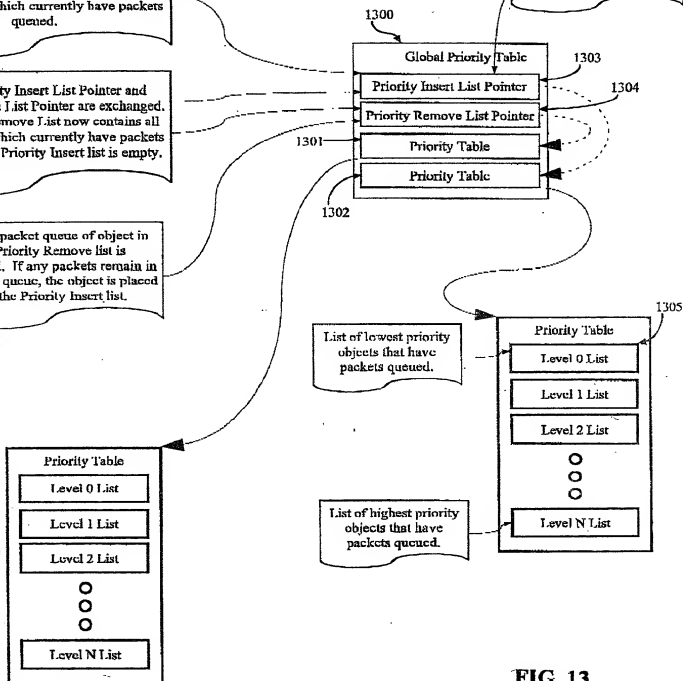 hich currently have packets
queued.
1300
Global Priority Table
1303
Priority Insert List Pointer
1304
Priority Remove List Pointer
1301
Priority Table
Priority Table
1302
ty Insert List Pointer and
List Pointer are exchanged.
move List now contains all
hich currently have packets
Priority Insert list is empty.
packet queue of object in
Priority Remove list is
. If any packets remain in
queue, the object is placed
the Priority Insert list.
1305
Priority Table
Level 0 List
Level 1 List
Level 2 List
Level N List
List of lowest priority
objects that have
packets queued.
List of highest priority
objects that have
packets queued.
Priority Table
Level 0 List
Level 1 List
Level 2 List
Level N List
FIG. 13